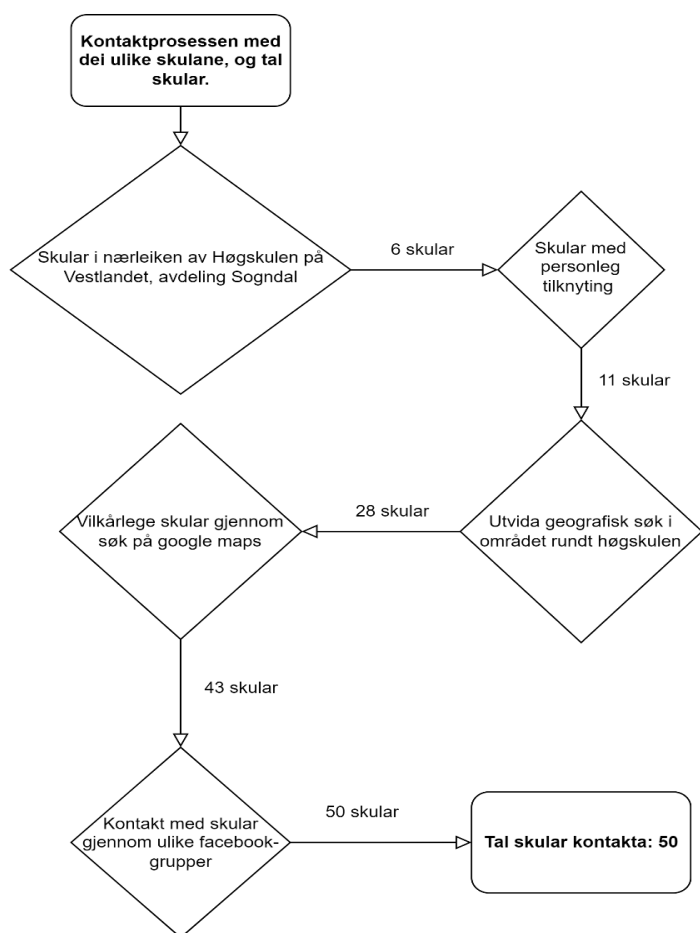 Kontaktprosessen med
dei ulike skulane, og tal
skular.
Skular i nærleiken av Høgskulen på
Vestlandet, avdeling Sogndal
6 skular
Skular med
personleg
tilknyting
11 skular
Utvida geografisk søk i
området rundt høgskulen
28 skular
Vilkårlege skular gjennom
søk på google maps
43 skular
Kontakt med skular
gjennom ulike facebook-
grupper
50 skular
Tal skular kontakta: 50